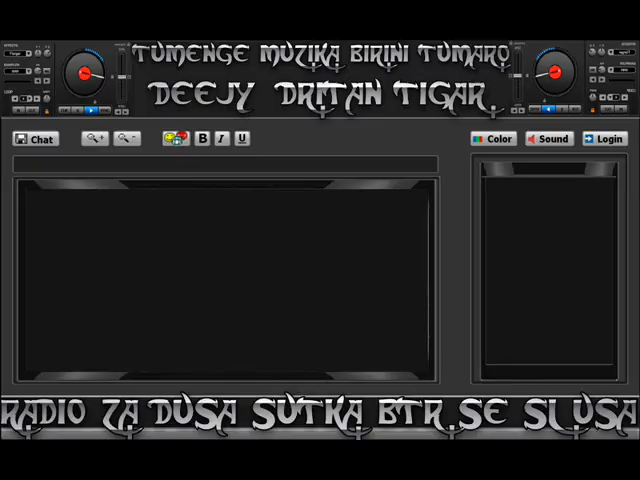 TUMENGE MUZIKA BIRINI TUMARO
DEEJY DRITAN TIGAR
Chat
B I U
Color Sound Login
RADIO ZA DUSA SUTKA BTR SE SLUSA